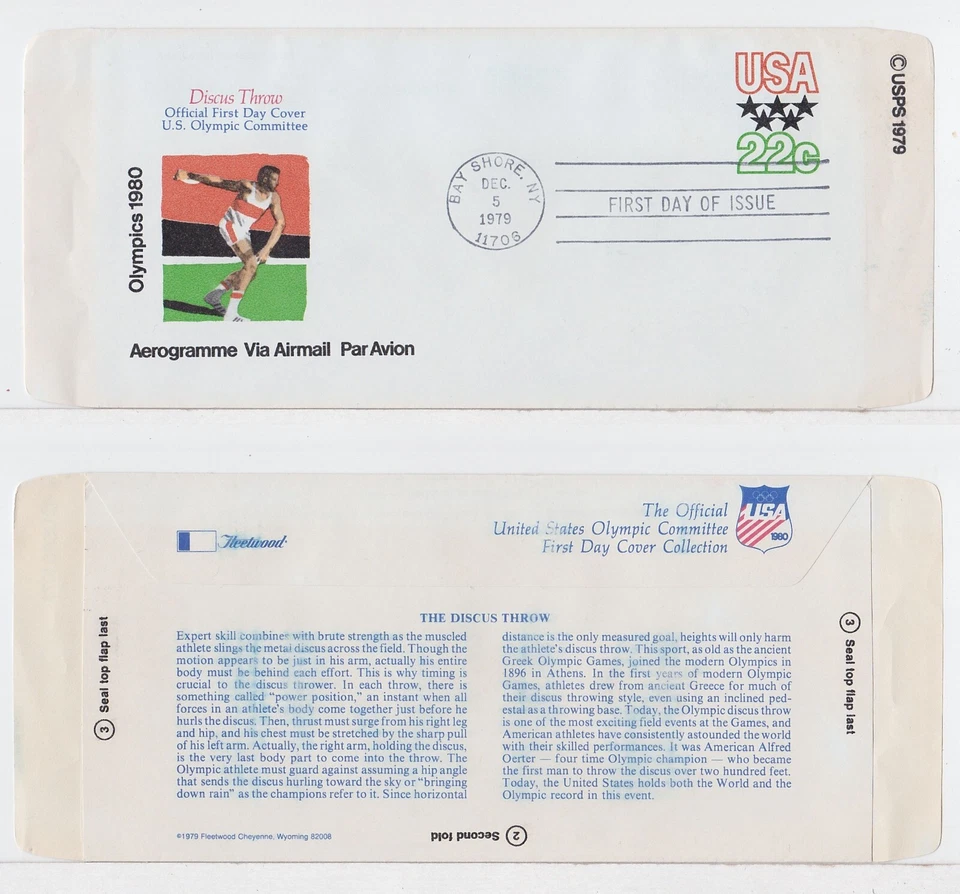 Discus Throw
Official First Day Cover
U.S. Olympic Committee
Olympics 1980
Aerogramme Via Airmail Par Avion
BAY SHORE, NY
DEC.
5
1979
11706
FIRST DAY OF ISSUE
USA
22c
© USPS 1979
Fleetwood
The Official
United States Olympic Committee
First Day Cover Collection
USA
1980
3 Seal top flap last
THE DISCUS THROW
Expert skill combine with brute strength as the muscled
athlete slings the metal discus across the field. Though the
motion appears to be just in his arm, actually his entire
body must be behind each effort. This is why timing is
crucial to the discus thrower. In each throw, there is
something called “power position,” an instant when all
forces in an athlete's body come together just before he
hurls the discus. Then, thrust must surge from his right leg
and hip, and his chest must be stretched by the sharp pull
of his left arm. Actually, the right arm, holding the discus,
is the very last body part to come into the throw. The
Olympic athlete must guard against assuming a hip angle
that sends the discus hurling toward the sky or “bringing
down rain” as the champions refer to it. Since horizontal
distance is the only measured goal, heights will only harm
the athlete's discus throw. This sport, as old as the ancient
Greek Olympic Games, joined the modern Olympics in
1896 in Athens. In the first years of modern Olympic
Games, athletes drew from ancient Greece for much of
their discus throwing style, even using an inclined ped-
estal as a throwing base. Today, the Olympic discus throw
is one of the most exciting field events at the Games, and
American athletes have consistently astounded the world
with their skilled performances. It was American Alfred
Oerter — four time Olympic champion — who became
the first man to throw the discus over two hundred feet.
Today, the United States holds both the World and the
Olympic record in this event.
3 Seal top flap last
©1979 Fleetwood Cheyenne, Wyoming 82008
2 Second fold